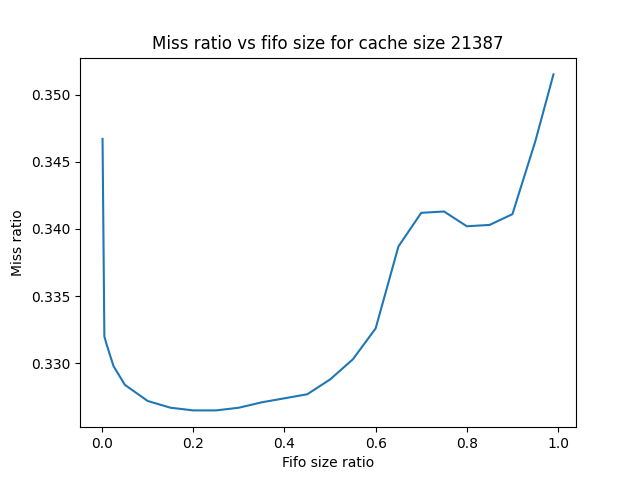 Miss ratio vs fifo size for cache size 21387
0.350
0.345
0.340
0.335
0.330
Miss ratio
0.0 0.2 0.4 0.6 0.8 1.0
Fifo size ratio